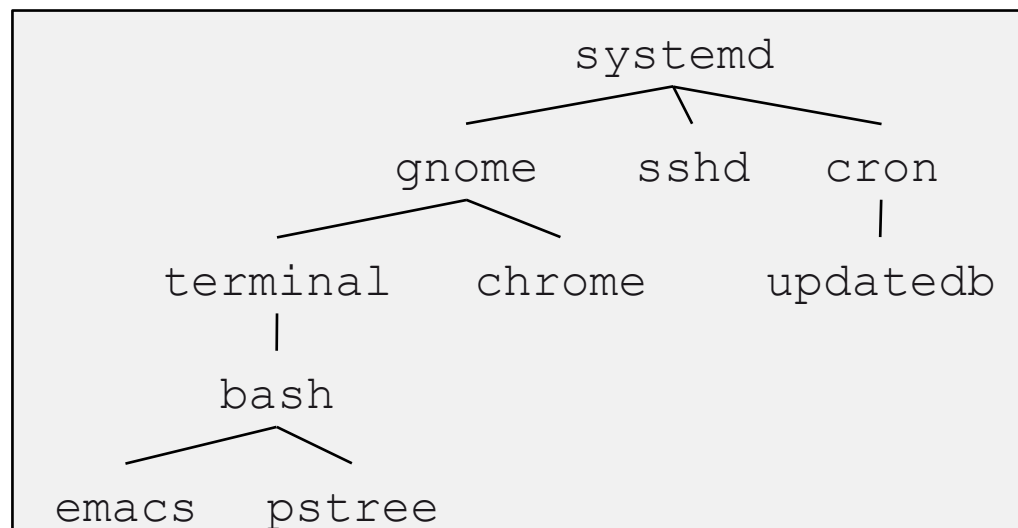 systemd
gnome sshd cron
terminal chrome updatedb
bash
emacs pstree